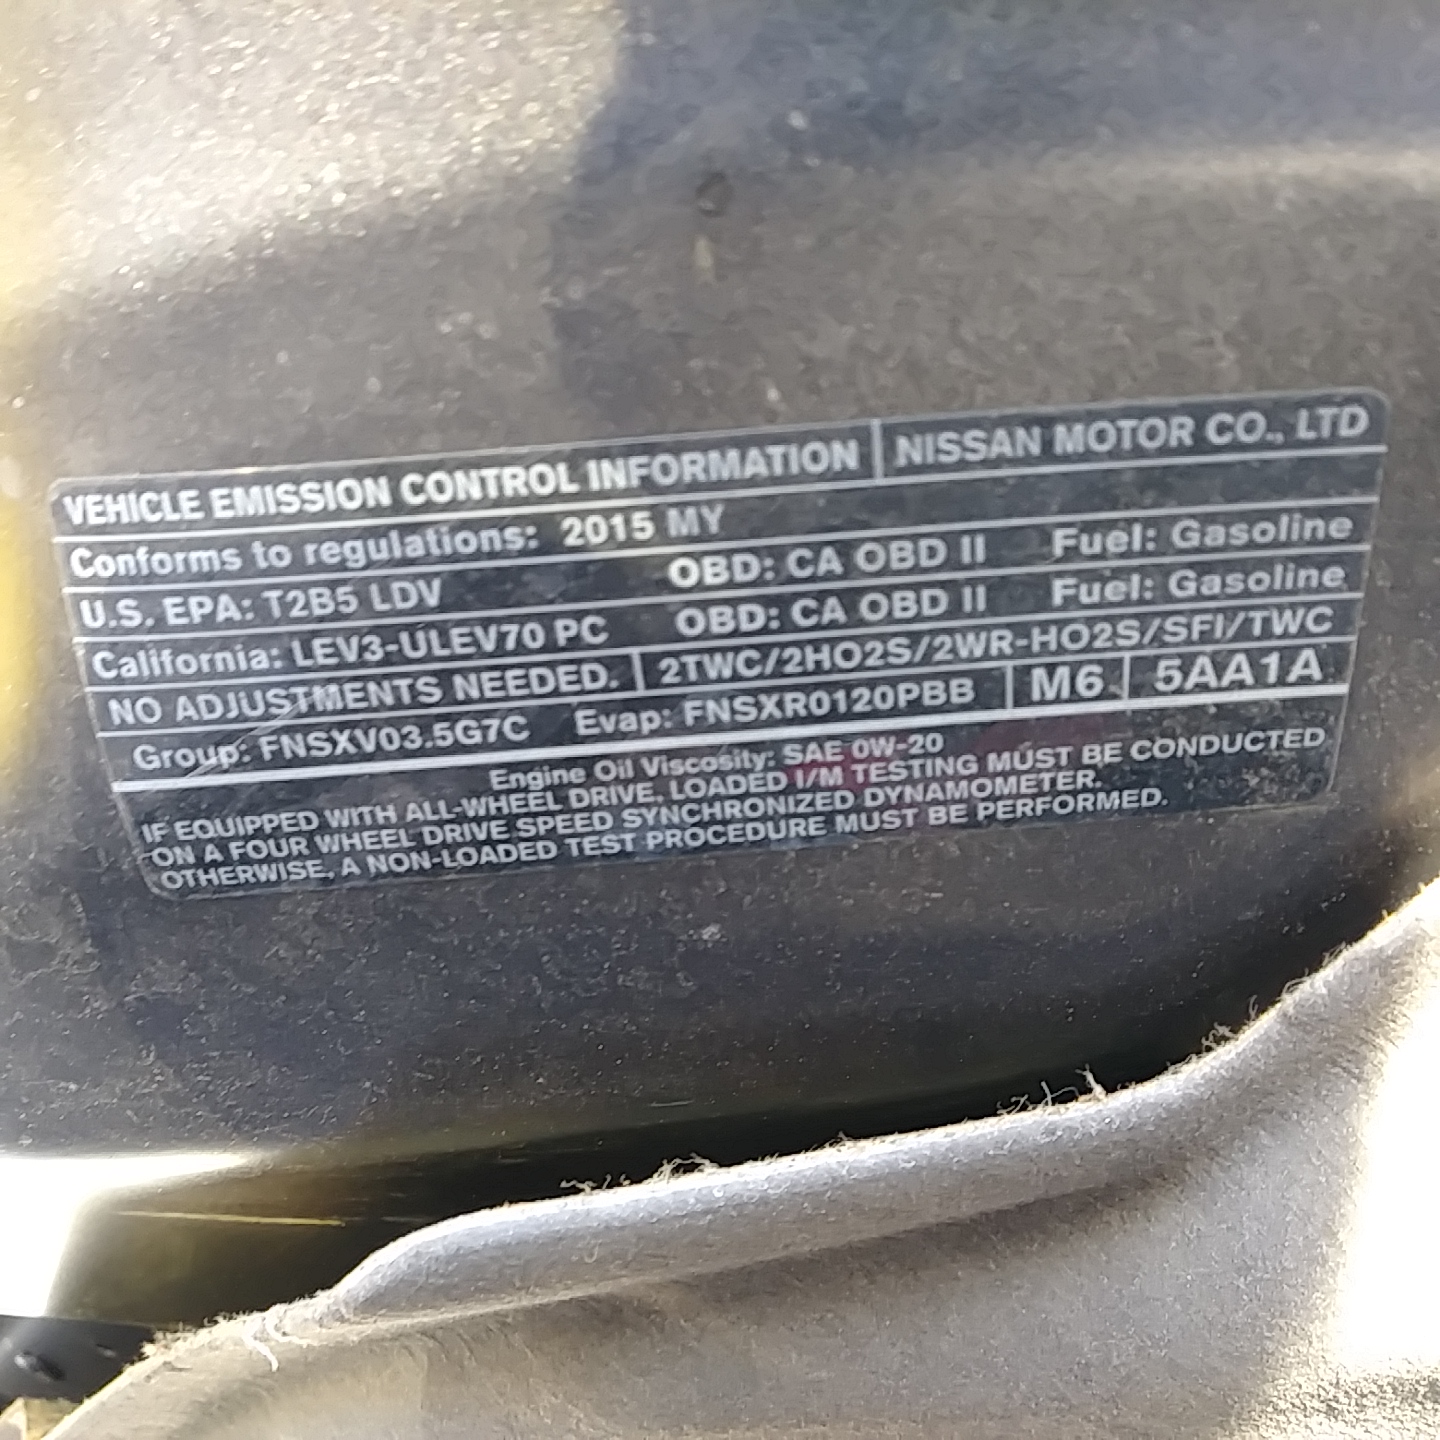 VEHICLE EMISSION CONTROL INFORMATION NISSAN MOTOR CO., LTD
Conforms to regulations: 2015 MY
U.S. EPA: T2B5 LDV OBD: CA OBD II Fuel: Gasoline
California: LEV3-ULEV70 PC OBD: CA OBD II Fuel: Gasoline
NO ADJUSTMENTS NEEDED. 2TWC/2HO2S/2WR-HO2S/SFI/TWC
Group: FNSXV03.5G7C Evap: FNSXR0120PBB M6 5AA1A
Engine Oil Viscosity: SAE 0W-20
IF EQUIPPED WITH ALL-WHEEL DRIVE, LOADED I/M TESTING MUST BE CONDUCTED
ON A FOUR WHEEL DRIVE SPEED SYNCHRONIZED DYNAMOMETER.
OTHERWISE, A NON-LOADED TEST PROCEDURE MUST BE PERFORMED.